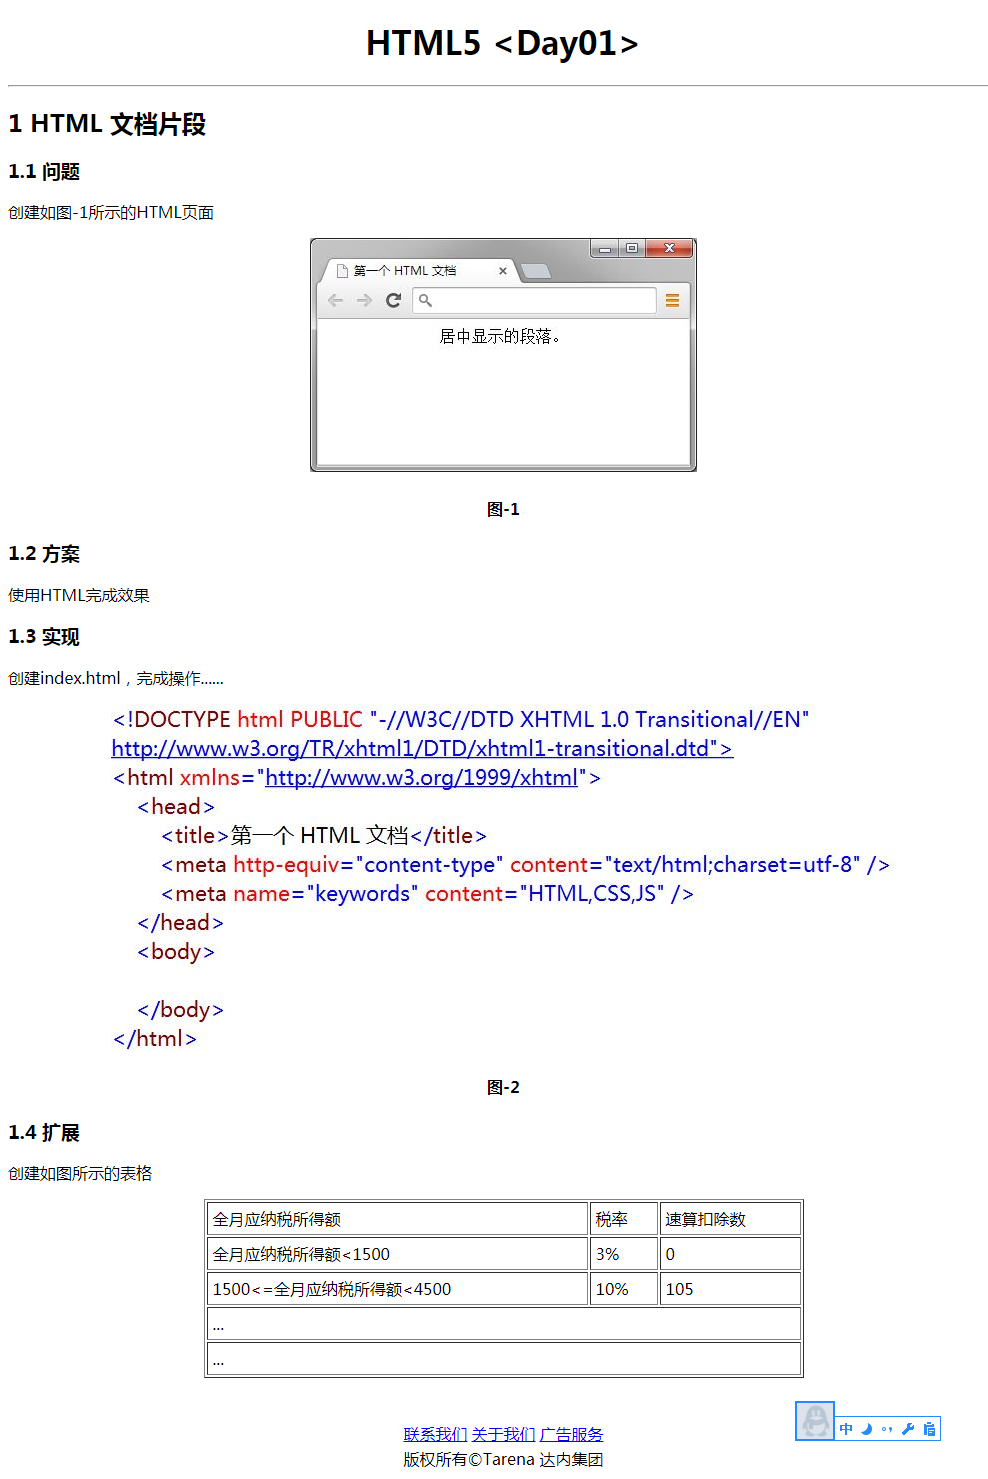 HTML5 <Day01>
1 HTML 文档片段
1.1 问题
创建如图-1所示的HTML页面
第一个 HTML 文档
居中显示的段落。
图-1
1.2 方案
使用HTML完成效果
1.3 实现
创建index.html，完成操作......
<!DOCTYPE html PUBLIC "-//W3C//DTD XHTML 1.0 Transitional//EN"
http://www.w3.org/TR/xhtml1/DTD/xhtml1-transitional.dtd">
<html xmlns="http://www.w3.org/1999/xhtml">
<head>
<title>第一个 HTML 文档</title>
<meta http-equiv="content-type" content="text/html;charset=utf-8" />
<meta name="keywords" content="HTML,CSS,JS" />
</head>
<body>
</body>
</html>
图-2
1.4 扩展
创建如图所示的表格
全月应纳税所得额 税率 速算扣除数
全月应纳税所得额<1500 3% 0
1500<=全月应纳税所得额<4500 10% 105
...
...
中
联系我们 关于我们 广告服务
版权所有©Tarena 达内集团